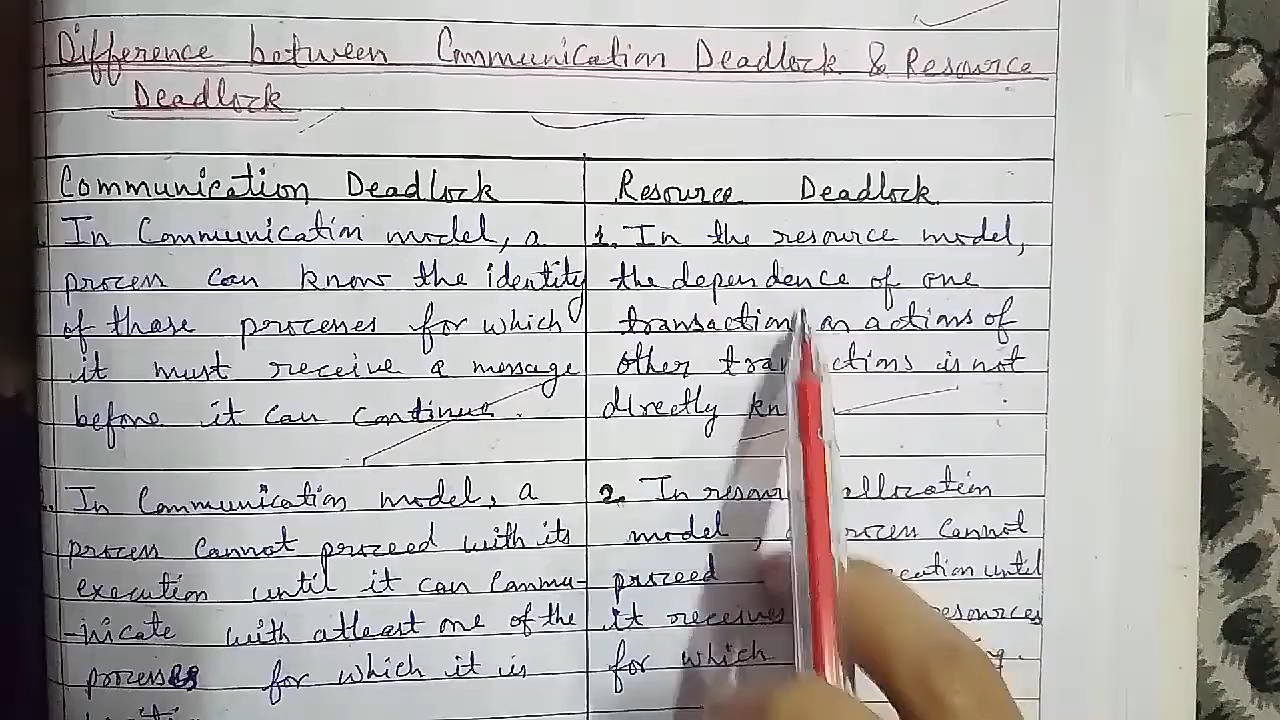 Difference between Communication Deadlock & Resource
Deadlock
Communication Deadlock
In Communication model, a
process can know the identity
of those processes for which
it must receive a message
before it can continue.
In Communication model, a
process cannot proceed with its
execution until it can Commu-
-nicate with atleast one of the
processes for which it is
Resource Deadlock
1. In the resource model,
the dependence of one
transaction on actions of
other transactions is not
directly
2. In allocation
model, cannot
proceed until
it receives resources
for which